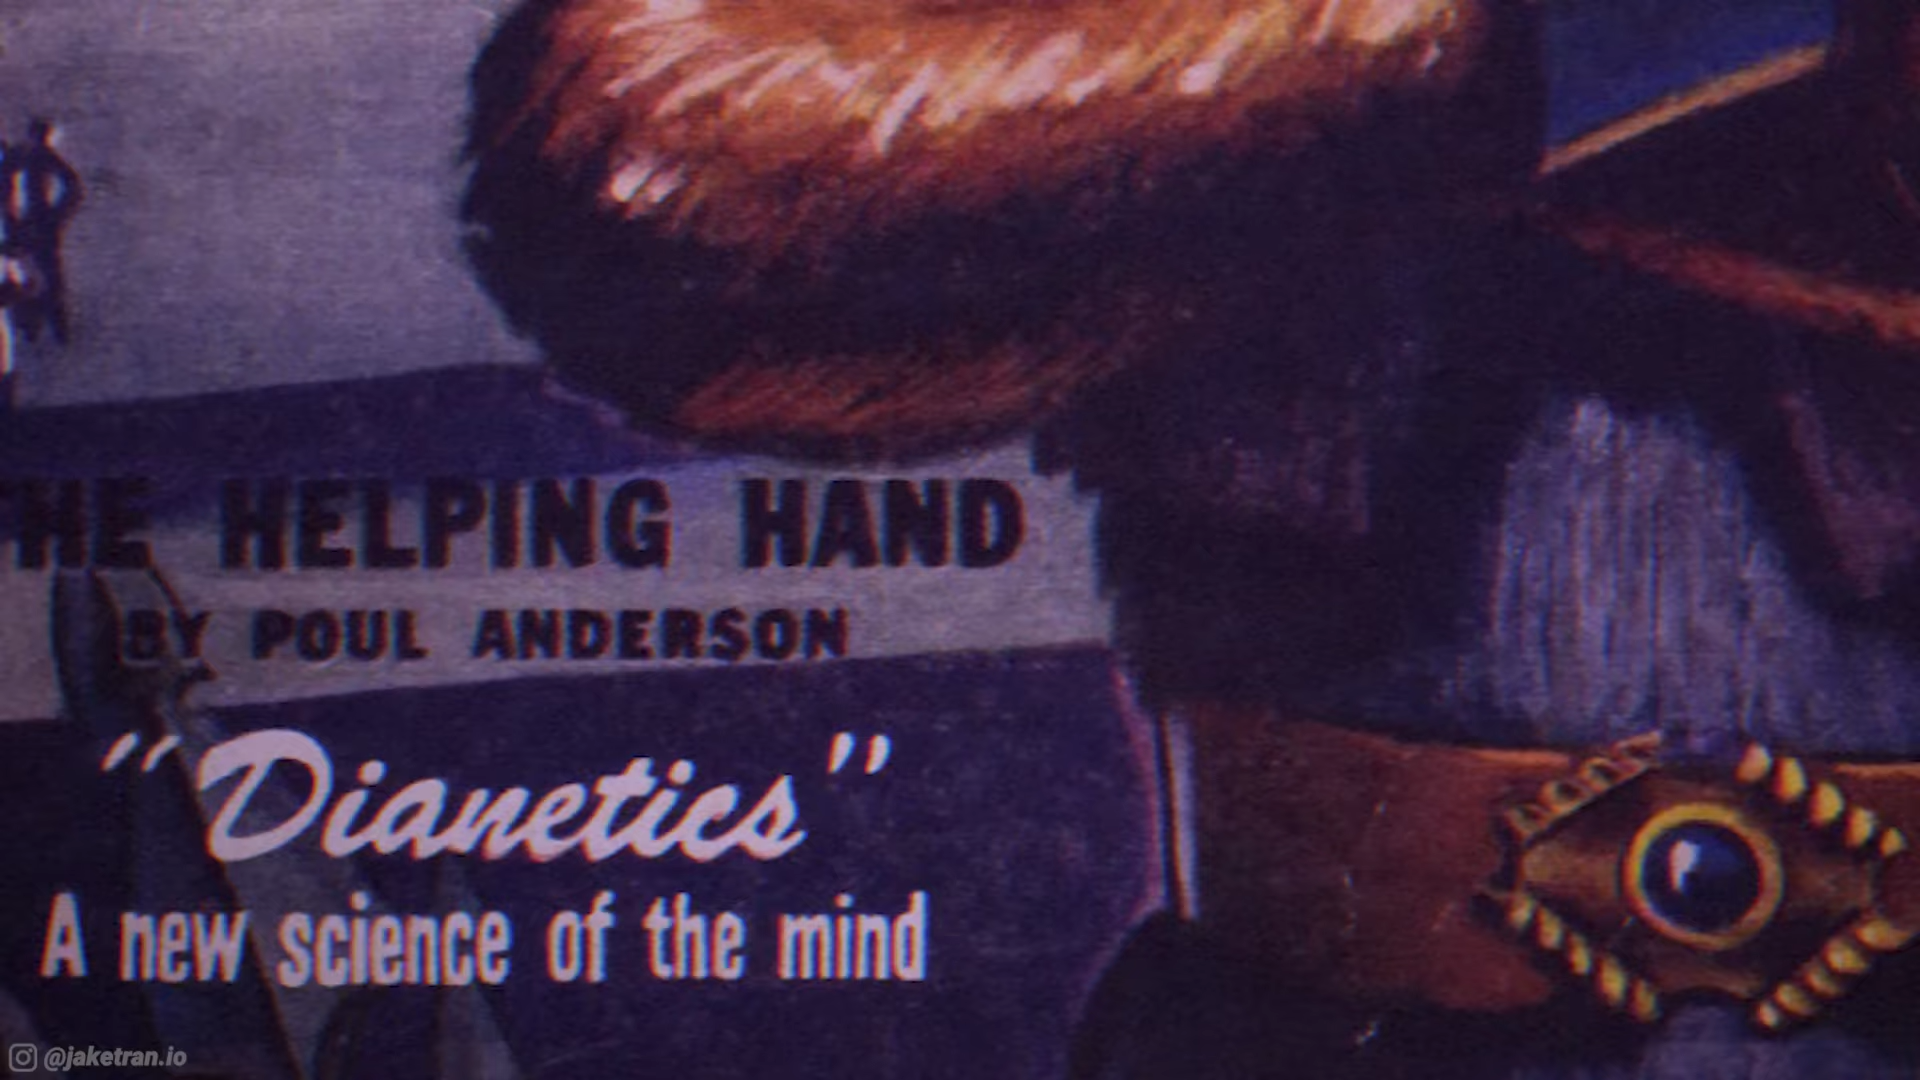 HE HELPING HAND
BY POUL ANDERSON
"Dianetics"
A new science of the mind
@jaketran.io